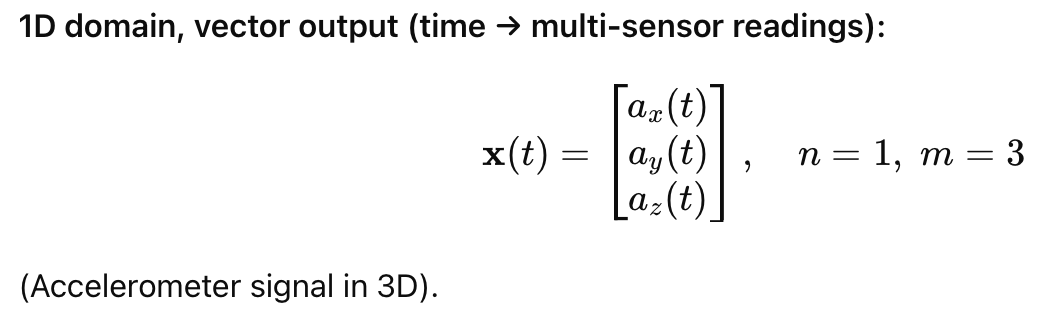 1D domain, vector output (time → multi-sensor readings):
𝐱(t) = [a_x(t) a_y(t) a_z(t)], n = 1, m = 3
(Accelerometer signal in 3D).